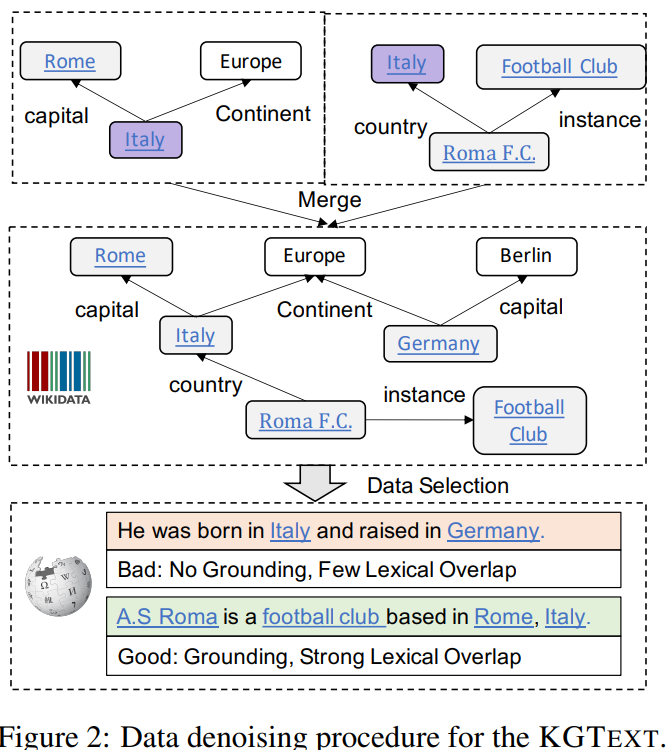 Rome
Europe
capital
Continent
Italy
Italy
Football Club
country
instance
Roma F.C.
Merge
Rome
Europe
Berlin
capital
Continent
capital
Italy
Germany
WIKIDATA
country
instance
Roma F.C.
Football
Club
Data Selection
He was born in Italy and raised in Germany.
Bad: No Grounding, Few Lexical Overlap
A.S Roma is a football club based in Rome, Italy.
Good: Grounding, Strong Lexical Overlap
Figure 2: Data denoising procedure for the KGTEXT.